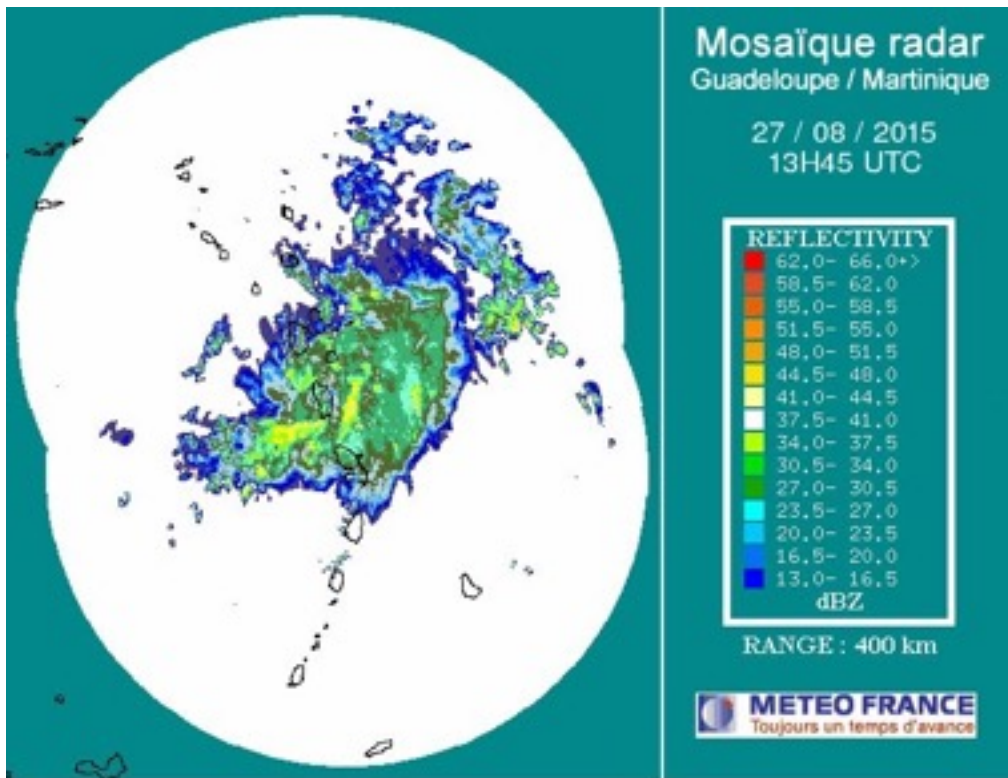 Mosaïque radar
Guadeloupe / Martinique
27 / 08 / 2015
13H45 UTC
REFLECTIVITY
62.0- 66.0+>
58.5- 62.0
55.0- 58.5
51.5- 55.0
48.0- 51.5
44.5- 48.0
41.0- 44.5
37.5- 41.0
34.0- 37.5
30.5- 34.0
27.0- 30.5
23.5- 27.0
20.0- 23.5
16.5- 20.0
13.0- 16.5
dBZ
RANGE : 400 km
METEO FRANCE
Toujours un temps d'avance